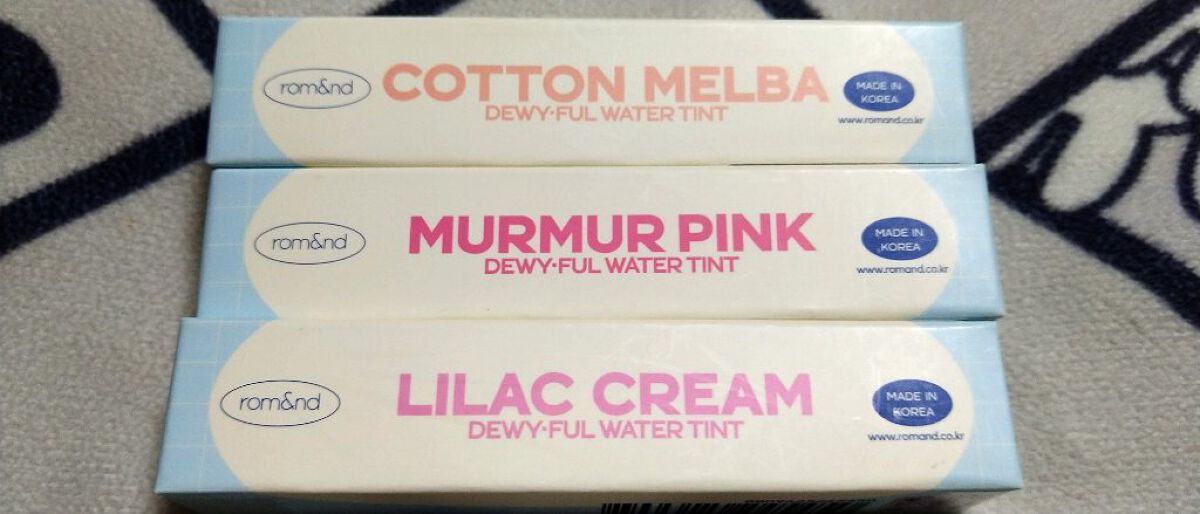 rom&nd
COTTON MELBA
DEWY·FUL WATER TINT
MADE IN
KOREA
www.romand.co.kr
rom&nd
MURMUR PINK
DEWY·FUL WATER TINT
MADE IN
KOREA
www.romand.co.kr
rom&nd
LILAC CREAM
DEWY·FUL WATER TINT
MADE IN
KOREA
www.romand.co.kr